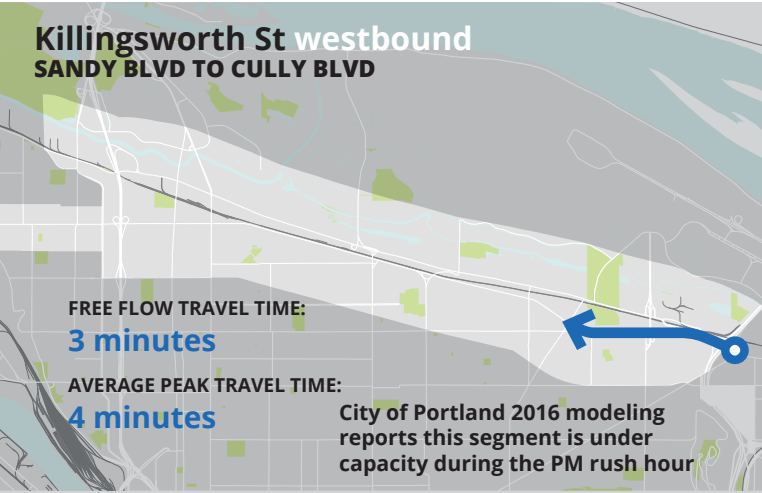 Killingsworth St westbound
SANDY BLVD TO CULLY BLVD
FREE FLOW TRAVEL TIME:
3 minutes
AVERAGE PEAK TRAVEL TIME:
4 minutes
City of Portland 2016 modeling
reports this segment is under
capacity during the PM rush hour